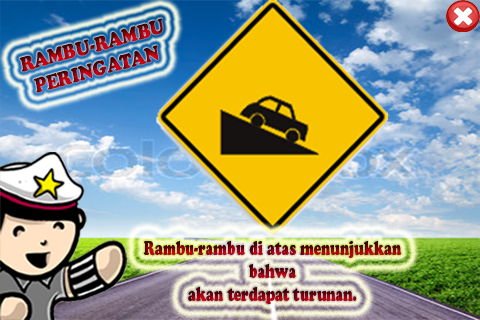 RAMBU-RAMBU
PERINGATAN
Rambu-rambu di atas menunjukkan
bahwa
akan terdapat turunan.